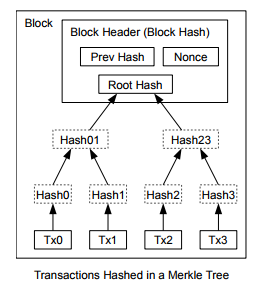 Block
Block Header (Block Hash)
Prev Hash
Nonce
Root Hash
Hash01
Hash23
Hash0
Hash1
Hash2
Hash3
Tx0
Tx1
Tx2
Tx3
Transactions Hashed in a Merkle Tree